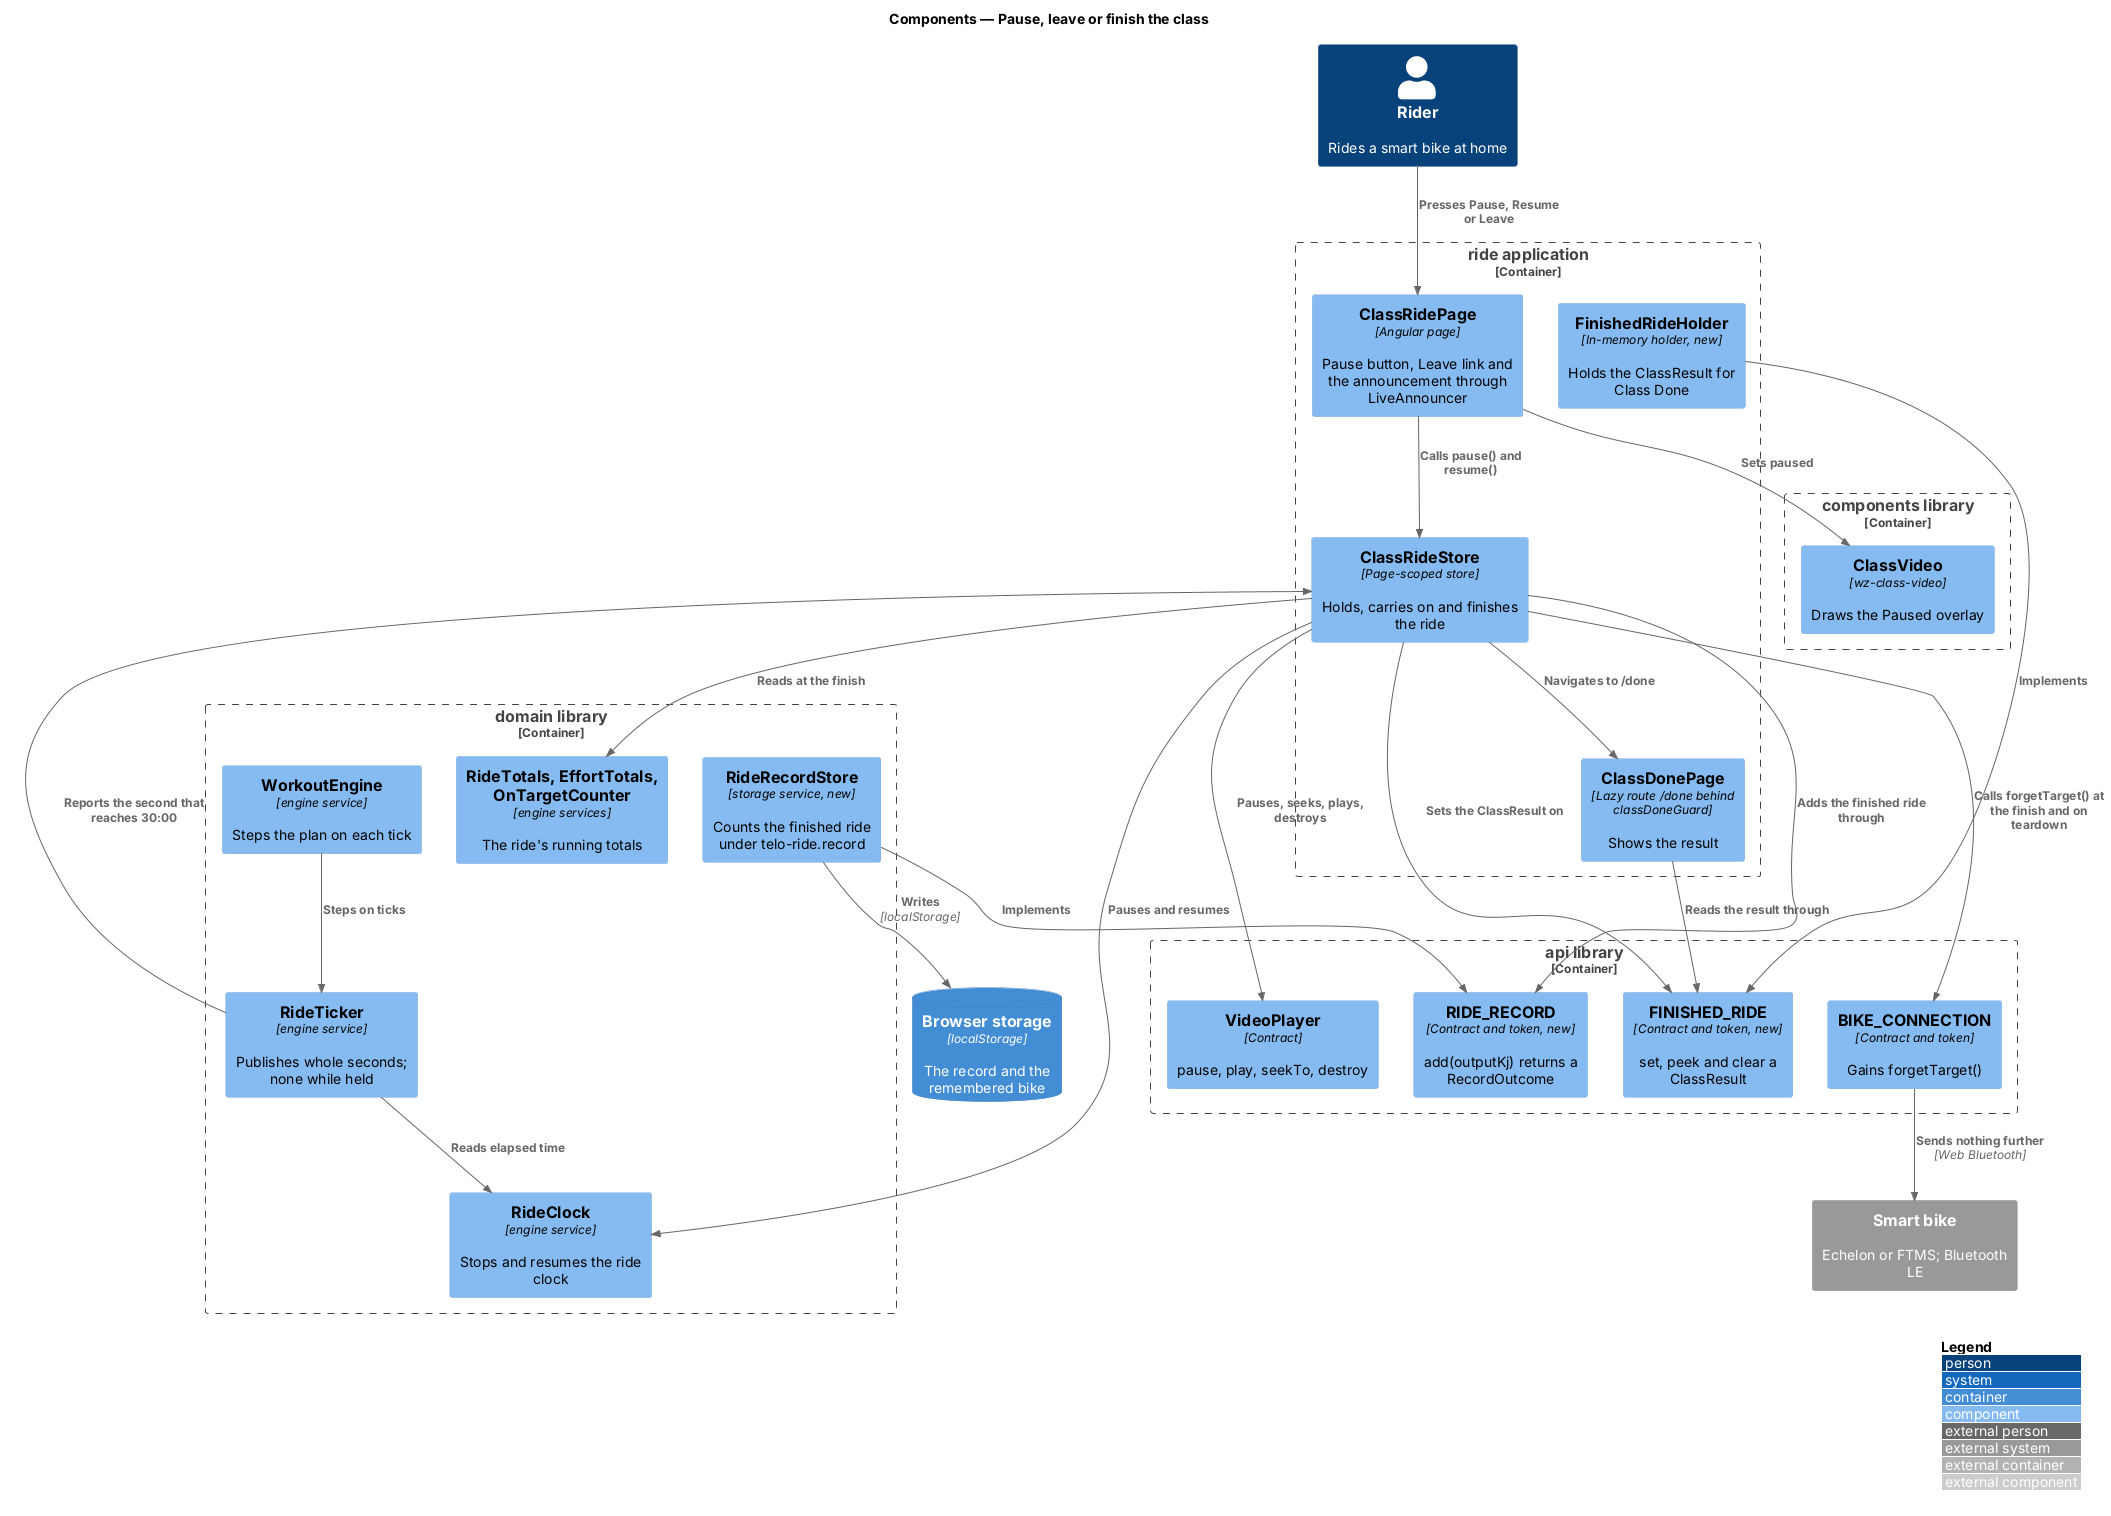 Components — Pause, leave or finish the class
Rider
Rides a smart bike at home
Presses Pause, Resume
or Leave
ride application
[Container]
ClassRidePage
[Angular page]
Pause button, Leave link and
the announcement through
LiveAnnouncer
FinishedRideHolder
[In-memory holder, new]
Holds the ClassResult for
Class Done
Calls pause() and
resume()
Sets paused
components library
[Container]
ClassVideo
[wz-class-video]
Draws the Paused overlay
ClassRideStore
[Page-scoped store]
Holds, carries on and finishes
the ride
Reads at the finish
Navigates to /done
Implements
domain library
[Container]
WorkoutEngine
[engine service]
Steps the plan on each tick
RideTotals, EffortTotals,
OnTargetCounter
[engine services]
The ride's running totals
RideRecordStore
[storage service, new]
Counts the finished ride
under telo-ride.record
ClassDonePage
[Lazy route /done behind
classDoneGuard]
Shows the result
Reports the second that
reaches 30:00
Pauses, seeks, plays,
destroys
Sets the ClassResult on
Adds the finished ride
through
Calls forgetTarget() at
the finish and on
teardown
Steps on ticks
Writes
[localStorage]
Implements
Pauses and resumes
Reads the result through
api library
[Container]
RideTicker
[engine service]
Publishes whole seconds;
none while held
Browser storage
[localStorage]
The record and the
remembered bike
VideoPlayer
[Contract]
pause, play, seekTo, destroy
RIDE_RECORD
[Contract and token, new]
add(outputKj) returns a
RecordOutcome
FINISHED_RIDE
[Contract and token, new]
set, peek and clear a
ClassResult
BIKE_CONNECTION
[Contract and token]
Gains forgetTarget()
Reads elapsed time
Sends nothing further
[Web Bluetooth]
RideClock
[engine service]
Stops and resumes the ride
clock
Smart bike
Echelon or FTMS; Bluetooth
LE
Legend
person
system
container
component
external person
external system
external container
external component